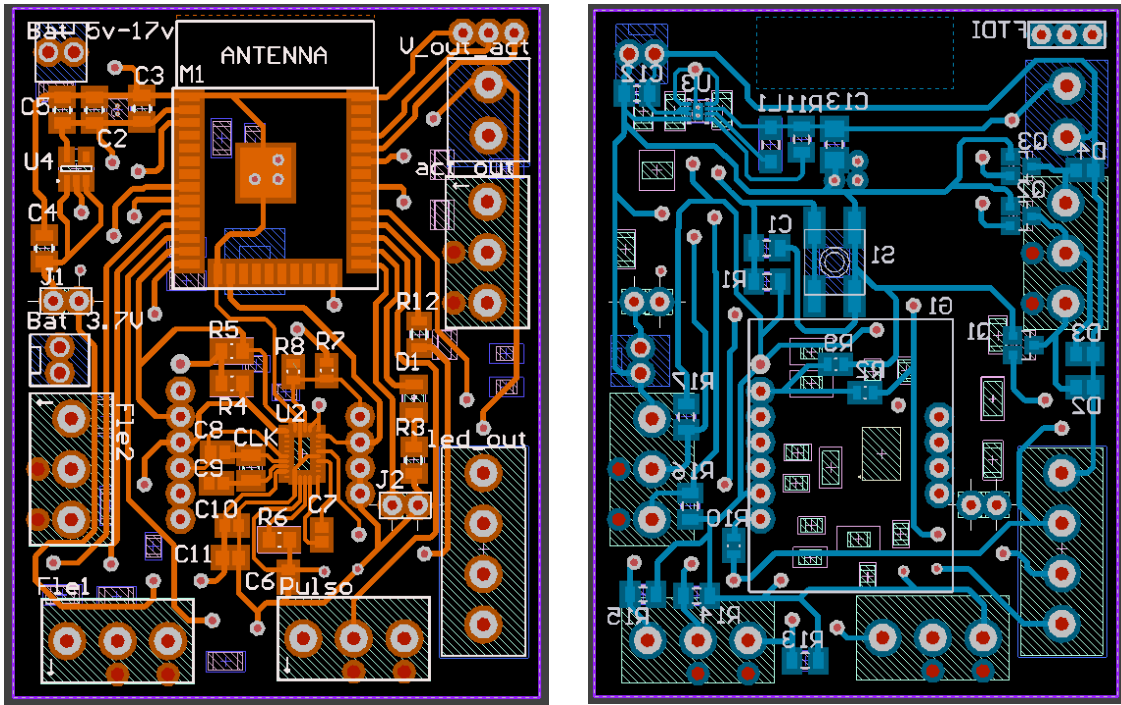 Bat 5v-17v
V_out_act
ANTENNA
M1
C3
C5
C2
U4
act_out
C4
J1
Bat 3.7V
R12
R5
R8
R7
D1
R4
U2
Fle2
C8
CLK
R3
led_out
C9
J2
C10
R6
C7
C11
C6
Fle1
Pulso
FTDI
C12
U3
L1
R11
C13
Q3
D4
Q2
C1
S1
R1
G1
Q1
D3
R9
R2
R17
D2
R16
R10
R15
R14
R13